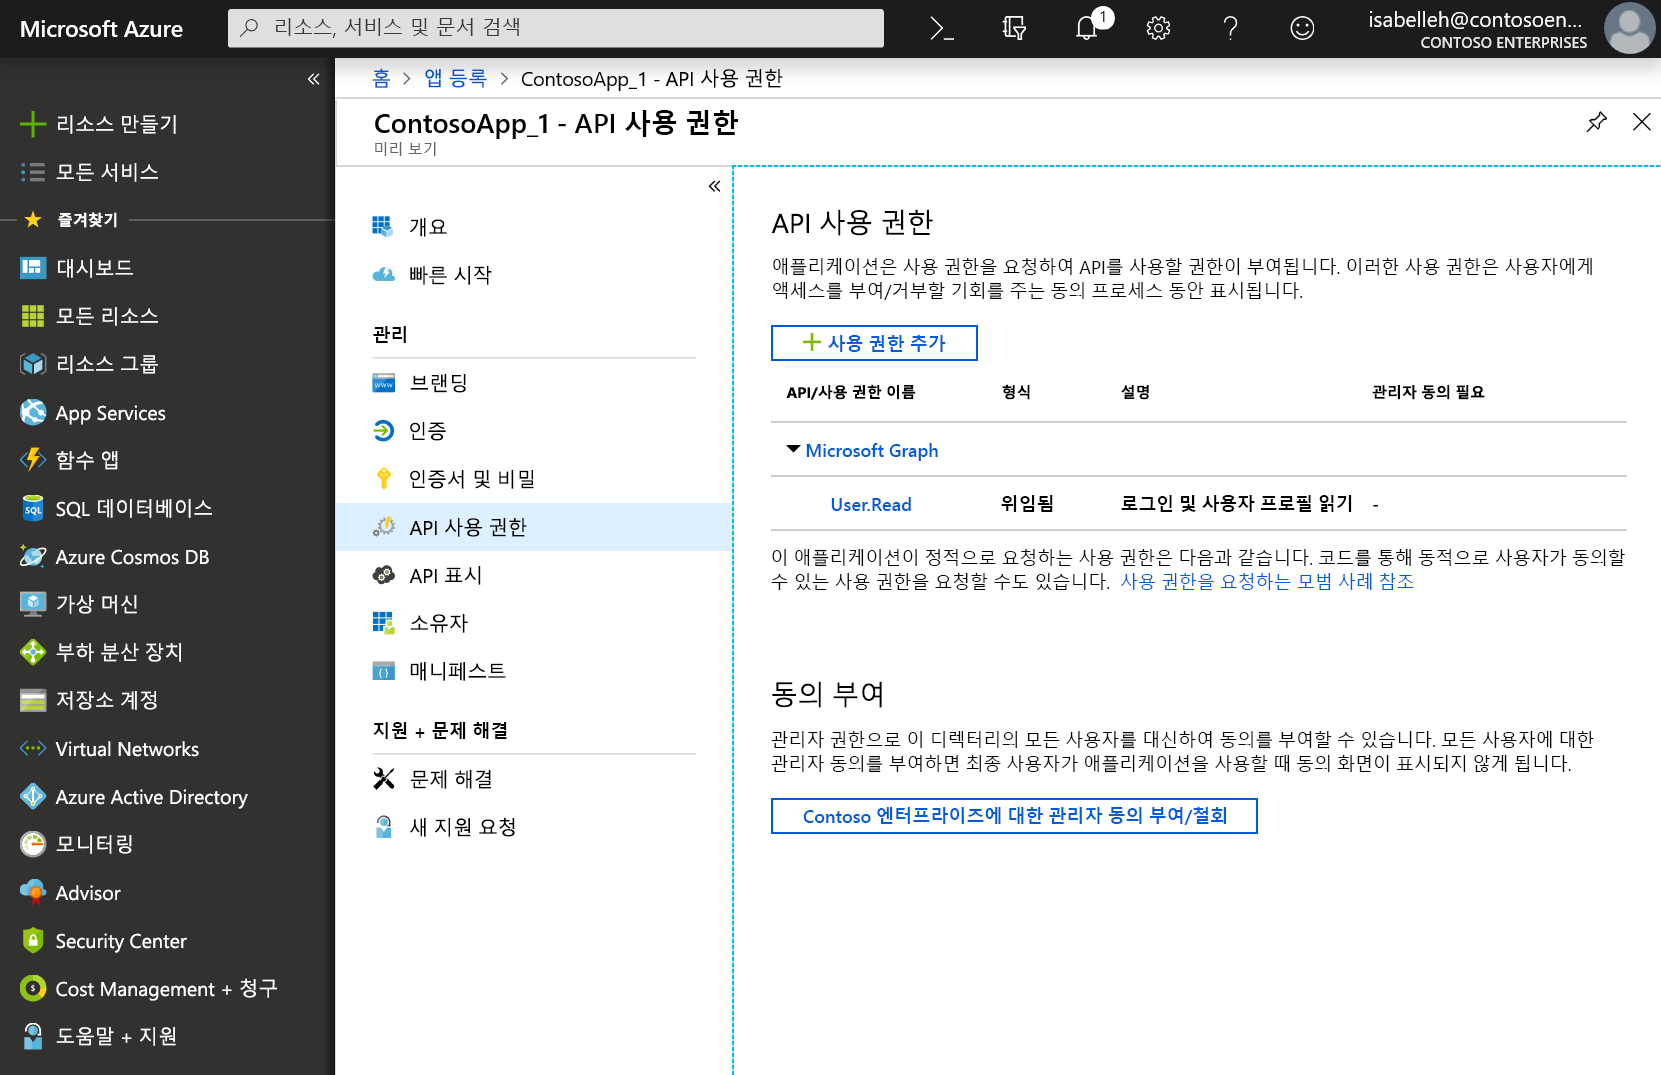 Microsoft Azure
리소스, 서비스 및 문서 검색
1
isabelleh@contosoen...
CONTOSO ENTERPRISES
리소스 만들기
모든 서비스
즐겨찾기
대시보드
모든 리소스
리소스 그룹
App Services
함수 앱
SQL 데이터베이스
Azure Cosmos DB
가상 머신
부하 분산 장치
저장소 계정
Virtual Networks
Azure Active Directory
모니터링
Advisor
Security Center
Cost Management + 청구
도움말 + 지원
홈 > 앱 등록 > ContosoApp_1 - API 사용 권한
ContosoApp_1 - API 사용 권한
미리 보기
개요
빠른 시작
관리
브랜딩
인증
인증서 및 비밀
API 사용 권한
API 표시
소유자
매니페스트
지원 + 문제 해결
문제 해결
새 지원 요청
API 사용 권한
애플리케이션은 사용 권한을 요청하여 API를 사용할 권한이 부여됩니다. 이러한 사용 권한은 사용자에게
액세스를 부여/거부할 기회를 주는 동의 프로세스 동안 표시됩니다.
사용 권한 추가
API/사용 권한 이름 형식 설명 관리자 동의 필요
Microsoft Graph
User.Read 위임됨 로그인 및 사용자 프로필 읽기 -
이 애플리케이션이 정적으로 요청하는 사용 권한은 다음과 같습니다. 코드를 통해 동적으로 사용자가 동의할
수 있는 사용 권한을 요청할 수도 있습니다. 사용 권한을 요청하는 모범 사례 참조
동의 부여
관리자 권한으로 이 디렉터리의 모든 사용자를 대신하여 동의를 부여할 수 있습니다. 모든 사용자에 대한
관리자 동의를 부여하면 최종 사용자가 애플리케이션을 사용할 때 동의 화면이 표시되지 않게 됩니다.
Contoso 엔터프라이즈에 대한 관리자 동의 부여/철회